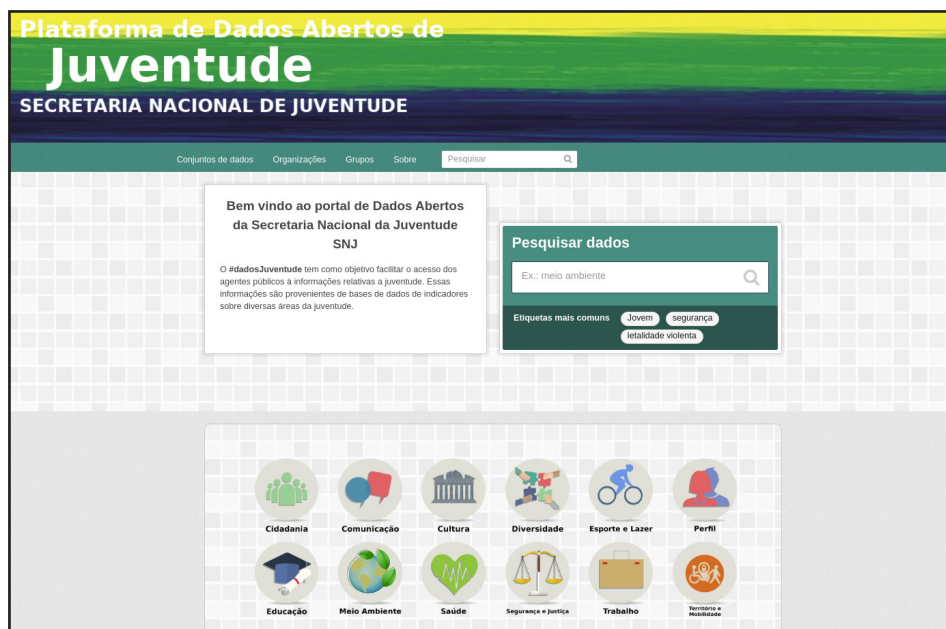 Plataforma de Dados Abertos de
Juventude
SECRETARIA NACIONAL DE JUVENTUDE
Conjuntos de dados Organizações Grupos Sobre Pesquisar
Bem vindo ao portal de Dados Abertos
da Secretaria Nacional da Juventude
SNJ
O #dadosJuventude tem como objetivo facilitar o acesso dos
agentes públicos à informações relativas a juventude. Essas
informações são provenientes de bases de dados de indicadores
sobre diversas áreas da juventude.
Pesquisar dados
Ex.: meio ambiente
Etiquetas mais comuns Jovem segurança
letalidade violenta
Cidadania Comunicação Cultura Diversidade Esporte e Lazer Perfil
Educação Meio Ambiente Saúde Segurança e Justiça Trabalho Território e
Mobilidade